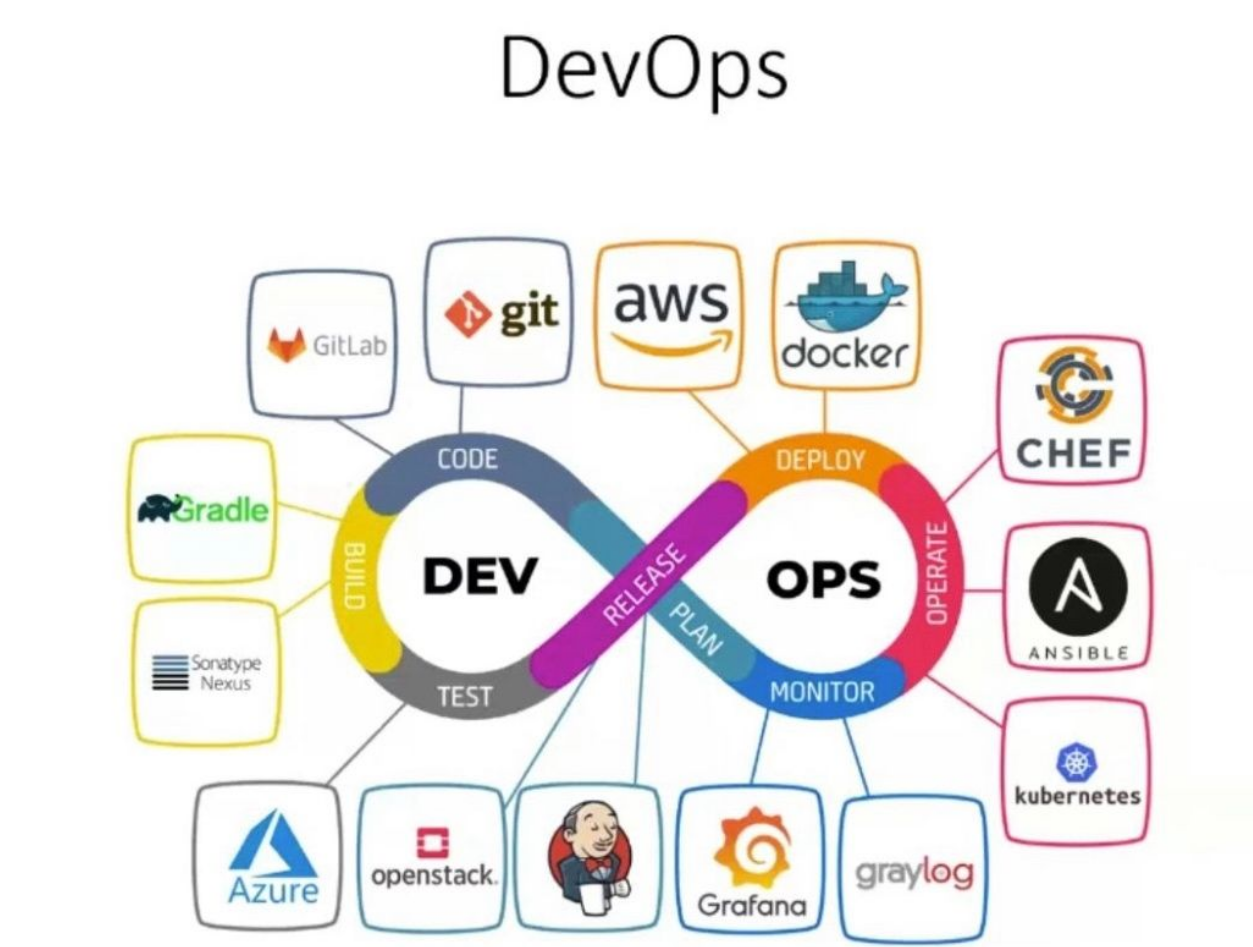 DevOps
GitLab
git
aws
docker
CHEF
Gradle
CODE
DEPLOY
BUILD
DEV
RELEASE
OPS
OPERATE
ANSIBLE
PLAN
Sonatype
Nexus
TEST
MONITOR
kubernetes
Azure
openstack.
Grafana
graylog